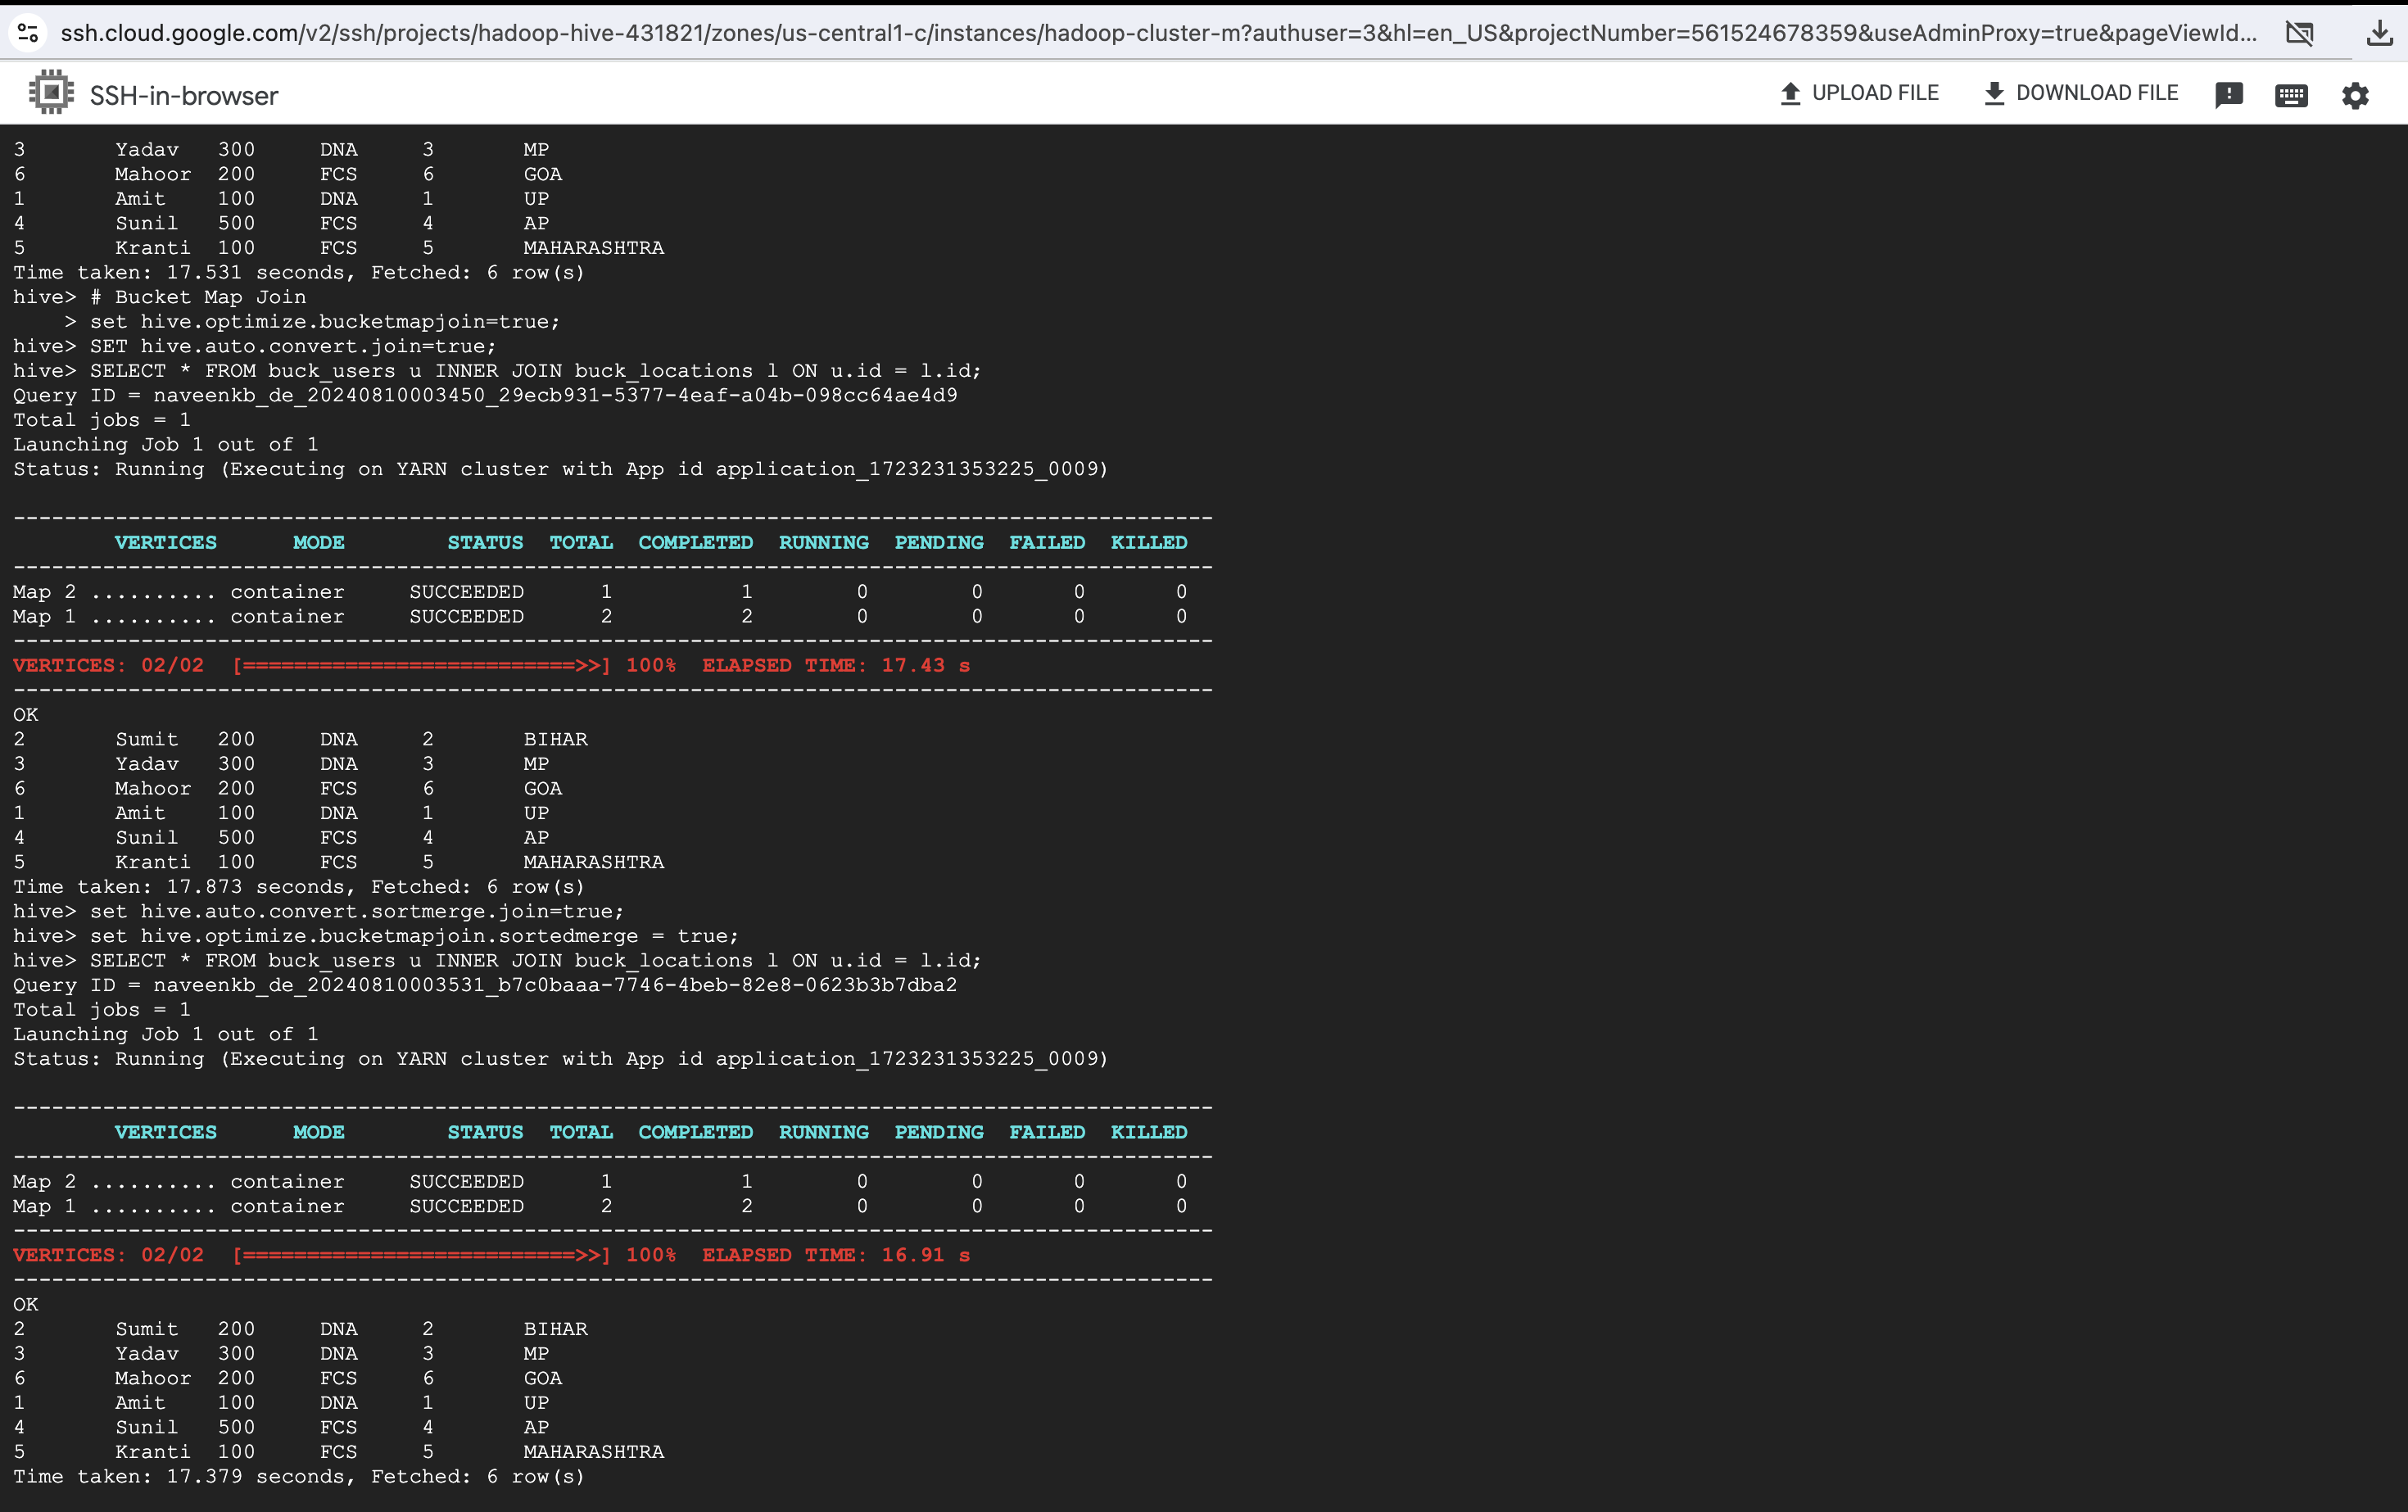 ssh.cloud.google.com/v2/ssh/projects/hadoop-hive-431821/zones/us-central1-c/instances/hadoop-cluster-m?authuser=3&hl=en_US&projectNumber=561524678359&useAdminProxy=true&pageViewId...
SSH-in-browser UPLOAD FILE DOWNLOAD FILE
3 Yadav 300 DNA 3 MP
6 Mahoor 200 FCS 6 GOA
1 Amit 100 DNA 1 UP
4 Sunil 500 FCS 4 AP
5 Kranti 100 FCS 5 MAHARASHTRA
Time taken: 17.531 seconds, Fetched: 6 row(s)
hive> # Bucket Map Join
    > set hive.optimize.bucketmapjoin=true;
hive> SET hive.auto.convert.join=true;
hive> SELECT * FROM buck_users u INNER JOIN buck_locations l ON u.id = l.id;
Query ID = naveenkb_de_20240810003450_29ecb931-5377-4eaf-a04b-098cc64ae4d9
Total jobs = 1
Launching Job 1 out of 1
Status: Running (Executing on YARN cluster with App id application_1723231353225_0009)
----------------------------------------------------------------------------------------------
VERTICES MODE STATUS TOTAL COMPLETED RUNNING PENDING FAILED KILLED
----------------------------------------------------------------------------------------------
Map 2 .......... container SUCCEEDED 1 1 0 0 0 0
Map 1 .......... container SUCCEEDED 2 2 0 0 0 0
----------------------------------------------------------------------------------------------
VERTICES: 02/02 [==========================>>] 100% ELAPSED TIME: 17.43 s
----------------------------------------------------------------------------------------------
OK
2 Sumit 200 DNA 2 BIHAR
3 Yadav 300 DNA 3 MP
6 Mahoor 200 FCS 6 GOA
1 Amit 100 DNA 1 UP
4 Sunil 500 FCS 4 AP
5 Kranti 100 FCS 5 MAHARASHTRA
Time taken: 17.873 seconds, Fetched: 6 row(s)
hive> set hive.auto.convert.sortmerge.join=true;
hive> set hive.optimize.bucketmapjoin.sortedmerge = true;
hive> SELECT * FROM buck_users u INNER JOIN buck_locations l ON u.id = l.id;
Query ID = naveenkb_de_20240810003531_b7c0baaa-7746-4beb-82e8-0623b3b7dba2
Total jobs = 1
Launching Job 1 out of 1
Status: Running (Executing on YARN cluster with App id application_1723231353225_0009)
----------------------------------------------------------------------------------------------
VERTICES MODE STATUS TOTAL COMPLETED RUNNING PENDING FAILED KILLED
----------------------------------------------------------------------------------------------
Map 2 .......... container SUCCEEDED 1 1 0 0 0 0
Map 1 .......... container SUCCEEDED 2 2 0 0 0 0
----------------------------------------------------------------------------------------------
VERTICES: 02/02 [==========================>>] 100% ELAPSED TIME: 16.91 s
----------------------------------------------------------------------------------------------
OK
2 Sumit 200 DNA 2 BIHAR
3 Yadav 300 DNA 3 MP
6 Mahoor 200 FCS 6 GOA
1 Amit 100 DNA 1 UP
4 Sunil 500 FCS 4 AP
5 Kranti 100 FCS 5 MAHARASHTRA
Time taken: 17.379 seconds, Fetched: 6 row(s)